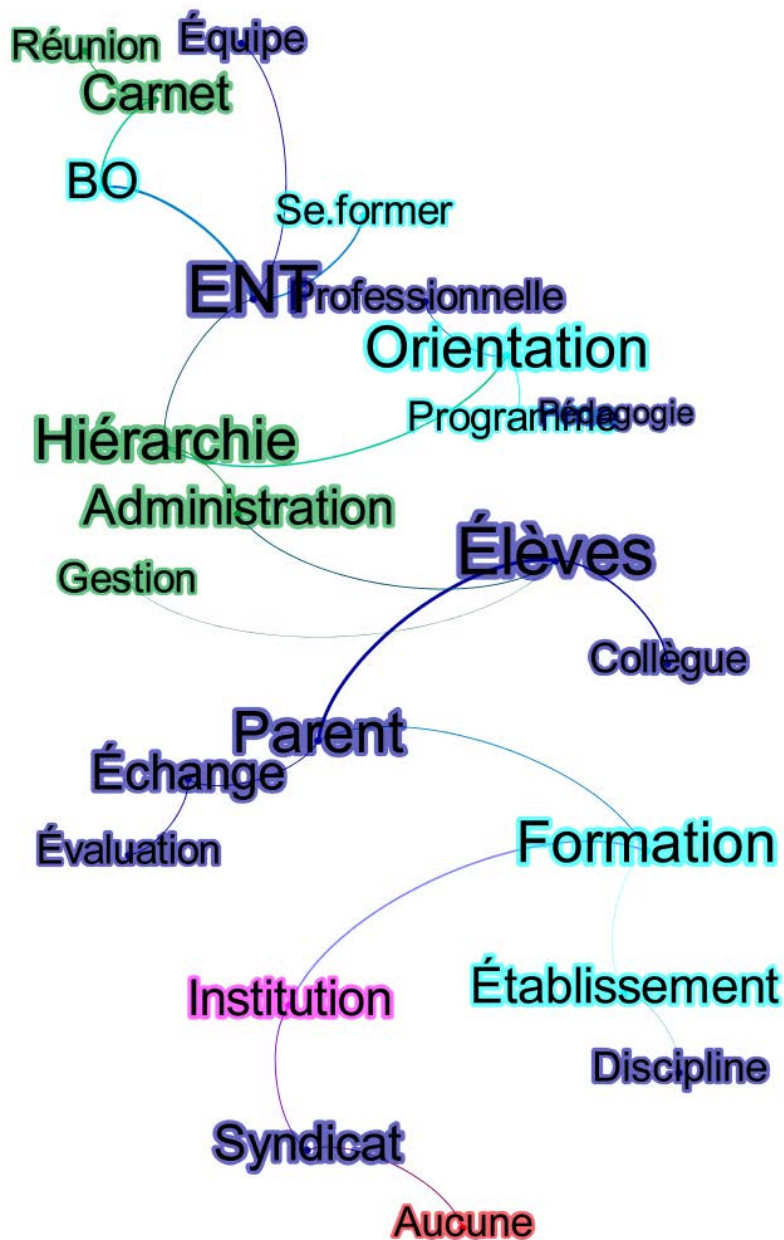 Réunion
Équipe
Carnet
BO
Se.former
ENT
Professionnelle
Orientation
Programme
Pédagogie
Hiérarchie
Administration
Élèves
Gestion
Collègue
Parent
Échange
Évaluation
Formation
Institution
Établissement
Discipline
Syndicat
Aucune